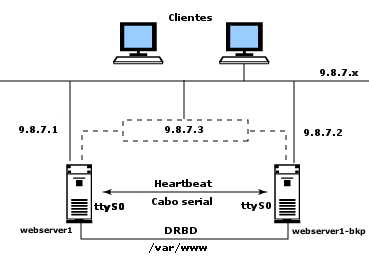 Clientes
9.8.7.x
9.8.7.1
9.8.7.3
9.8.7.2
Heartbeat
ttyS0
Cabo serial
ttyS0
webserver1
DRBD
webserver1-bkp
/var/www